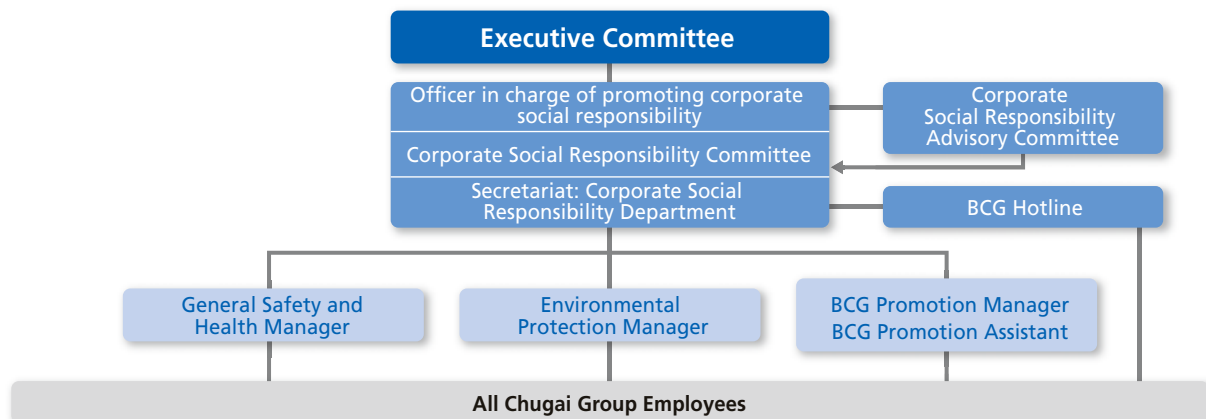 Executive Committee
Officer in charge of promoting corporate
social responsibility
Corporate
Social Responsibility
Advisory Committee
Corporate Social Responsibility Committee
Secretariat: Corporate Social
Responsibility Department
BCG Hotline
General Safety and
Health Manager
Environmental
Protection Manager
BCG Promotion Manager
BCG Promotion Assistant
All Chugai Group Employees